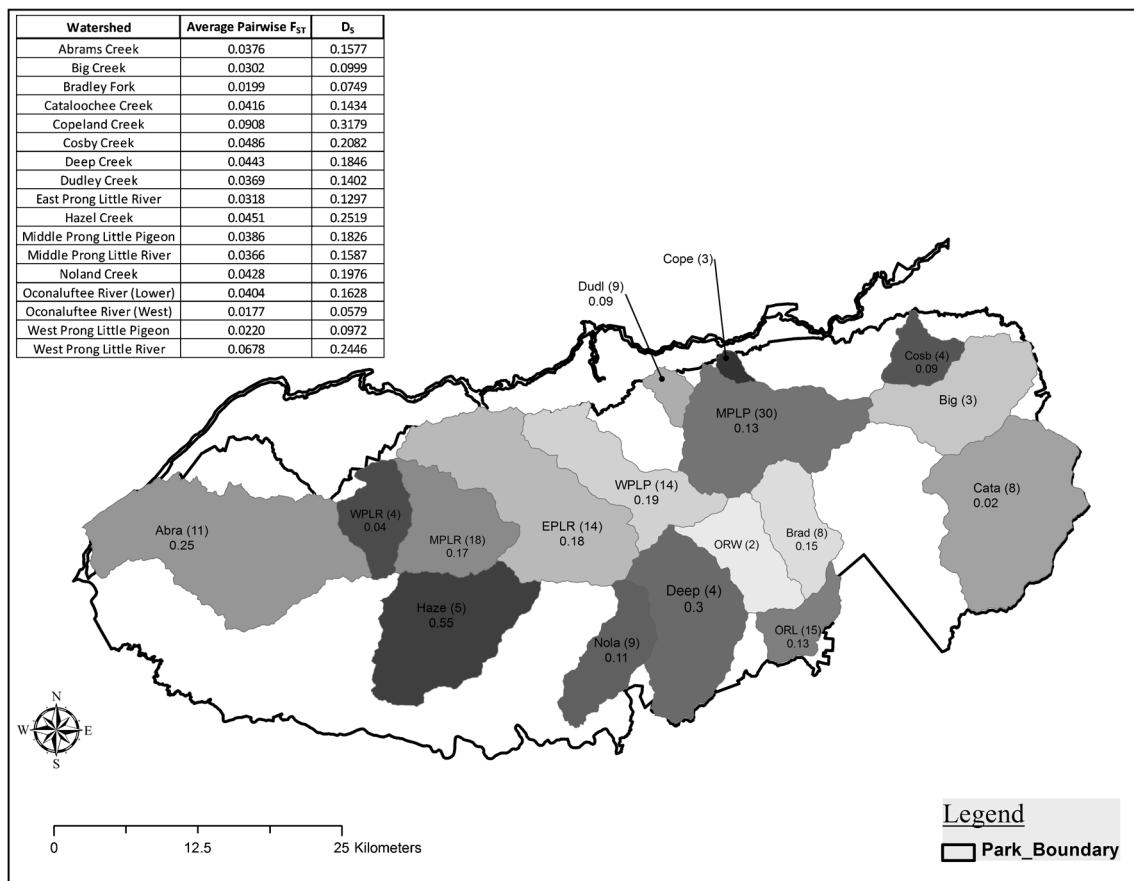 Watershed Average Pairwise FST DS
Abrams Creek 0.0376 0.1577
Big Creek 0.0302 0.0999
Bradley Fork 0.0199 0.0749
Cataloochee Creek 0.0416 0.1434
Copeland Creek 0.0908 0.3179
Cosby Creek 0.0486 0.2082
Deep Creek 0.0443 0.1846
Dudley Creek 0.0369 0.1402
East Prong Little River 0.0318 0.1297
Hazel Creek 0.0451 0.2519
Middle Prong Little Pigeon 0.0386 0.1826
Middle Prong Little River 0.0366 0.1587
Noland Creek 0.0428 0.1976
Oconaluftee River (Lower) 0.0404 0.1628
Oconaluftee River (West) 0.0177 0.0579
West Prong Little Pigeon 0.0220 0.0972
West Prong Little River 0.0678 0.2446
Cope (3)
Dudl (9)
0.09
Cosb (4)
0.09
Big (3)
MPLP (30)
0.13
WPLP (14)
0.19
Cata (8)
0.02
WPLR (4)
0.04
Abra (11)
0.25
MPLR (18)
0.17
EPLR (14)
0.18
ORW (2)
Brad (8)
0.15
Haze (5)
0.55
Deep (4)
0.3
Nola (9)
0.11
ORL (15)
0.13
N
W E
S
0 12.5 25 Kilometers
Legend
Park_Boundary